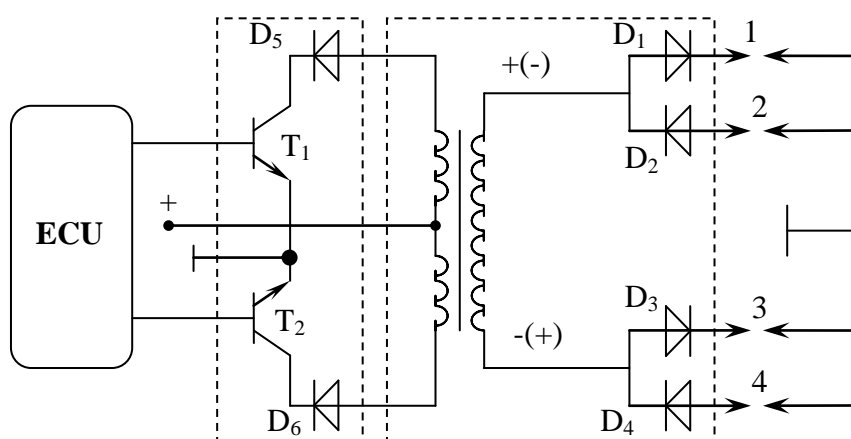 D₅
D₁
1
+(-)
2
D₂
T₁
+
ECU
T₂
D₃
3
-(+)
4
D₆
D₄